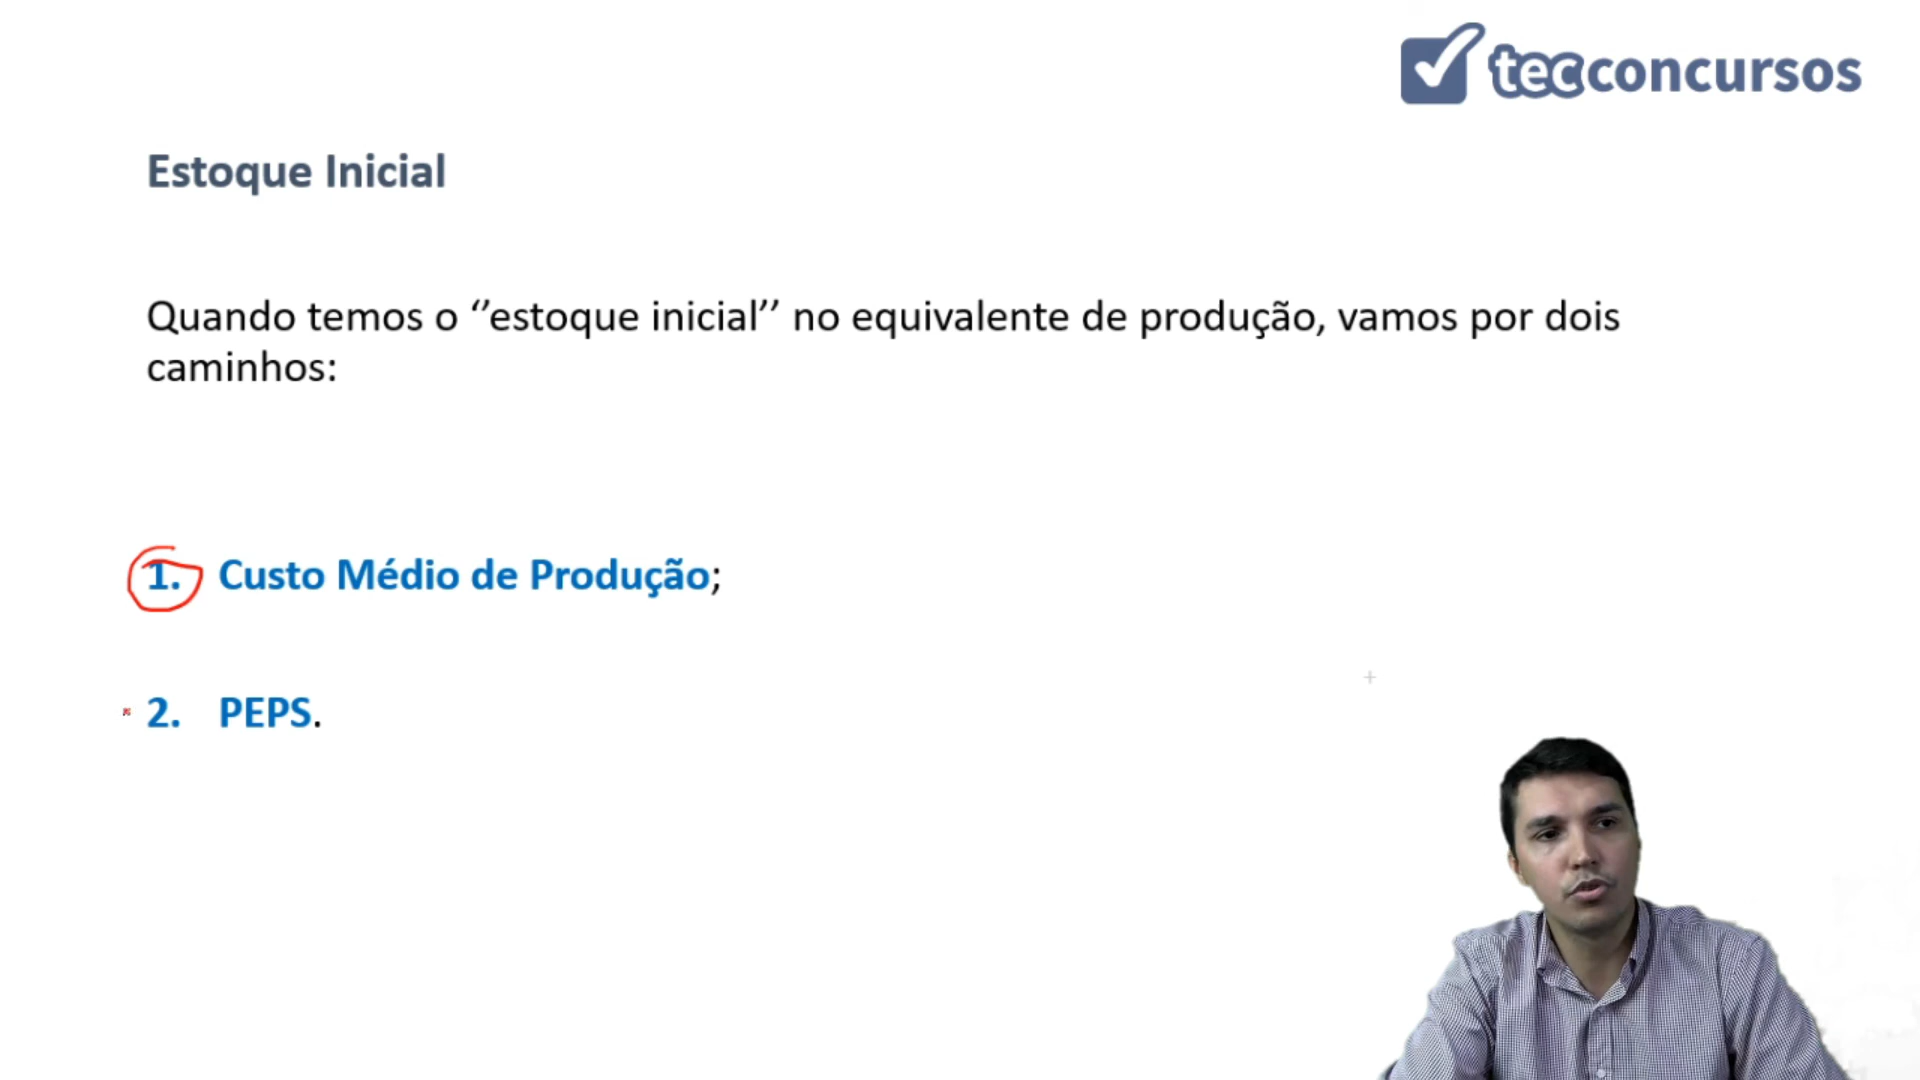 tecconcursos
Estoque Inicial
Quando temos o ‘’estoque inicial’’ no equivalente de produção, vamos por dois
caminhos:
1. Custo Médio de Produção;
2. PEPS.